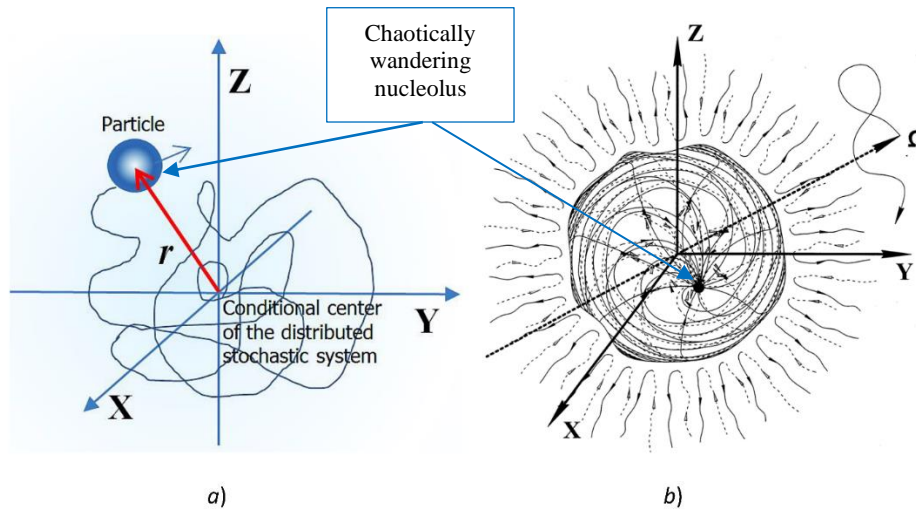 Chaotically
wandering
nucleolus
Z
Particle
r
Y
Conditional center
of the distributed
stochastic system
X
a)
Z
Ω
Y
X
b)